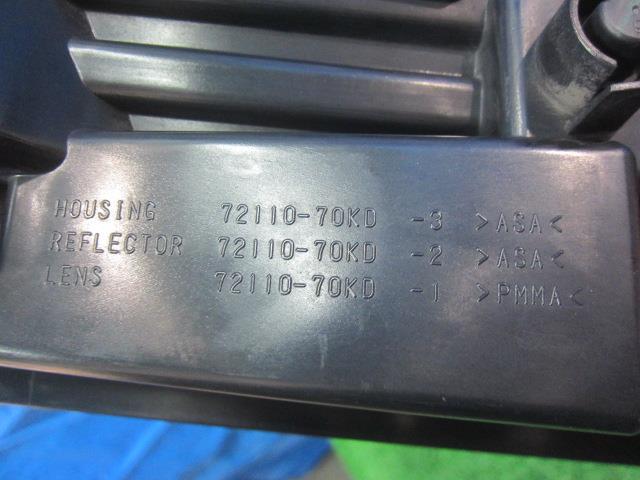 HOUSING 72110-70KD -3 >ASA<
REFLECTOR 72110-70KD -2 >ASA<
LENS 72110-70KD -1 >PMMA<